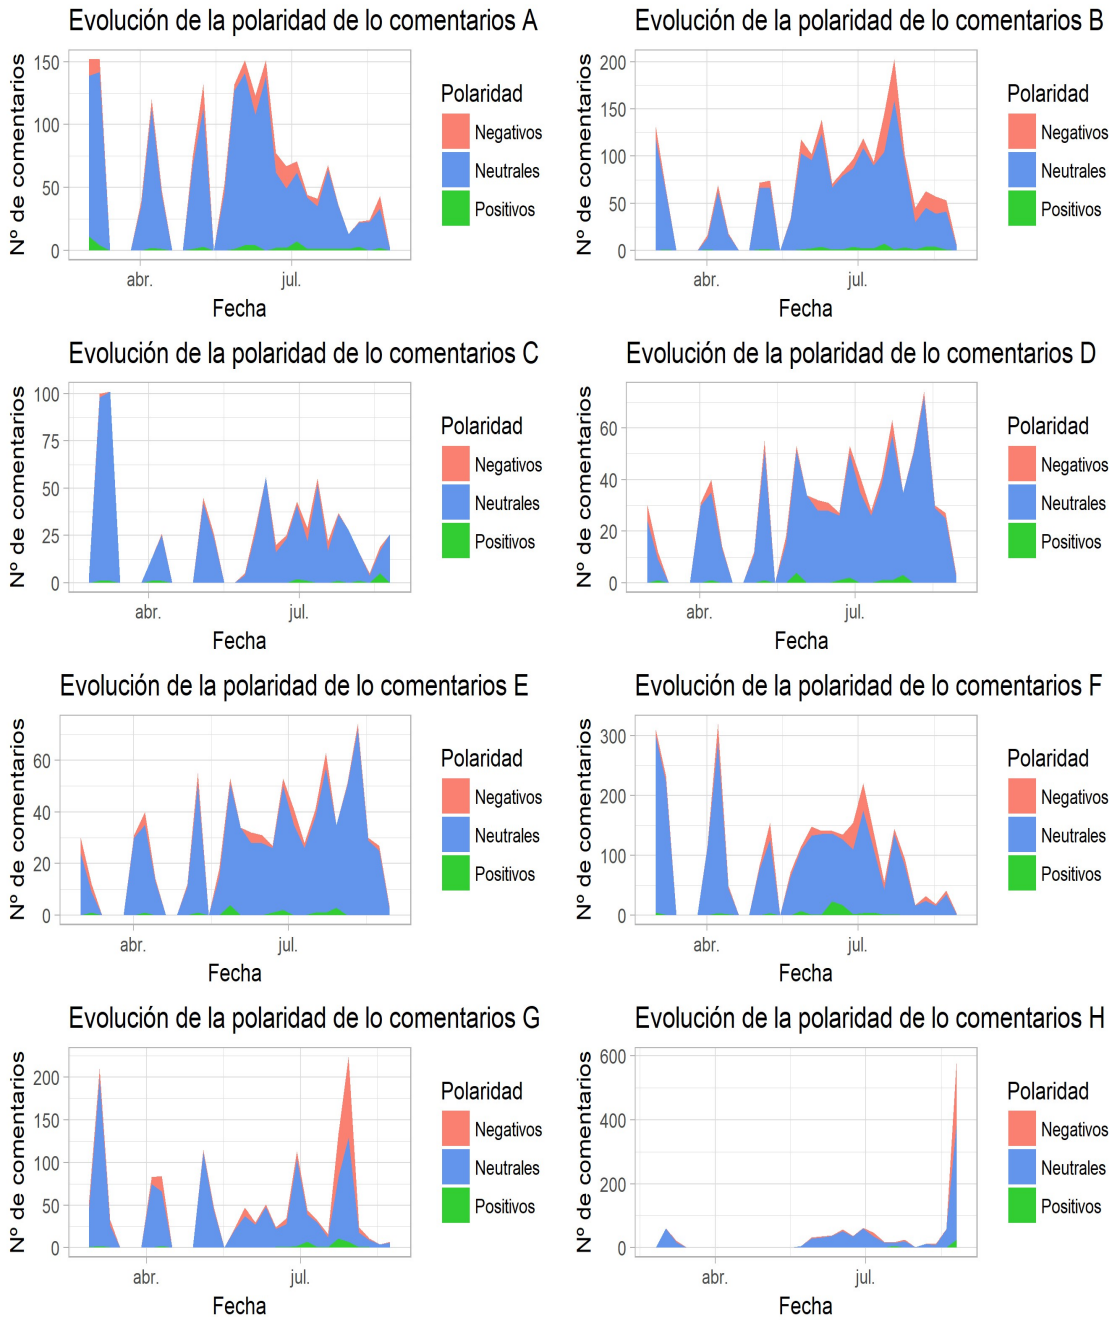 Evolución de la polaridad de lo comentarios A
Nº de comentarios
150
100
50
0
abr.
jul.
Fecha
Polaridad
Negativos
Neutrales
Positivos
Evolución de la polaridad de lo comentarios B
Nº de comentarios
200
150
100
50
0
abr.
jul.
Fecha
Polaridad
Negativos
Neutrales
Positivos
Evolución de la polaridad de lo comentarios C
Nº de comentarios
100
75
50
25
0
abr.
jul.
Fecha
Polaridad
Negativos
Neutrales
Positivos
Evolución de la polaridad de lo comentarios D
Nº de comentarios
60
40
20
0
abr.
jul.
Fecha
Polaridad
Negativos
Neutrales
Positivos
Evolución de la polaridad de lo comentarios E
Nº de comentarios
60
40
20
0
abr.
jul.
Fecha
Polaridad
Negativos
Neutrales
Positivos
Evolución de la polaridad de lo comentarios F
Nº de comentarios
300
200
100
0
abr.
jul.
Fecha
Polaridad
Negativos
Neutrales
Positivos
Evolución de la polaridad de lo comentarios G
Nº de comentarios
200
150
100
50
0
abr.
jul.
Fecha
Polaridad
Negativos
Neutrales
Positivos
Evolución de la polaridad de lo comentarios H
Nº de comentarios
600
400
200
0
abr.
jul.
Fecha
Polaridad
Negativos
Neutrales
Positivos